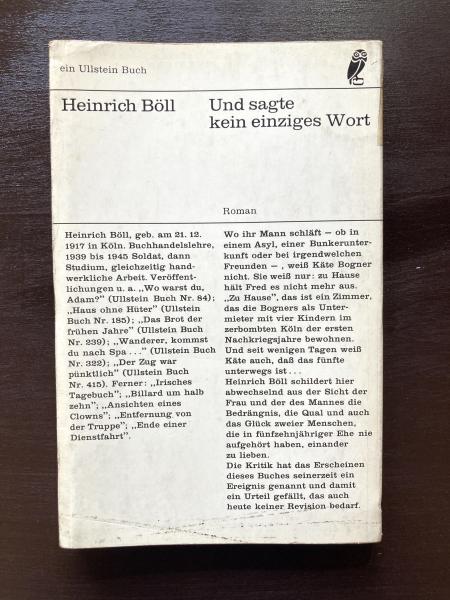 ein Ullstein Buch
Heinrich Böll
Und sagte
kein einziges Wort
Roman
Heinrich Böll, geb. am 21. 12.
1917 in Köln. Buchhandelslehre,
1939 bis 1945 Soldat, dann
Studium, gleichzeitig hand-
werkliche Arbeit. Veröffent-
lichungen u. a. „Wo warst du,
Adam?” (Ullstein Buch Nr. 84);
„Haus ohne Hüter” (Ullstein
Buch Nr. 185); „Das Brot der
frühen Jahre” (Ullstein Buch
Nr. 239); „Wanderer, kommst
du nach Spa ...” (Ullstein Buch
Nr. 322); „Der Zug war
pünktlich” (Ullstein Buch
Nr. 415). Ferner: „Irisches
Tagebuch”; „Billard um halb
zehn”; „Ansichten eines
Clowns”; „Entfernung von
der Truppe”; „Ende einer
Dienstfahrt”.
Wo ihr Mann schläft — ob in
einem Asyl, einer Bunkerunter-
kunft oder bei irgendwelchen
Freunden — , weiß Käte Bogner
nicht. Sie weiß nur: zu Hause
hält Fred es nicht mehr aus.
„Zu Hause”, das ist ein Zimmer,
das die Bogners als Unter-
mieter mit vier Kindern im
zerbombten Köln der ersten
Nachkriegsjahre bewohnen.
Und seit wenigen Tagen weiß
Käte auch, daß das fünfte
unterwegs ist ...
Heinrich Böll schildert hier
abwechselnd aus der Sicht der
Frau und der des Mannes die
Bedrängnis, die Qual und auch
das Glück zweier Menschen,
die in fünfzehnjähriger Ehe nie
aufgehört haben, einander
zu lieben.
Die Kritik hat das Erscheinen
dieses Buches seinerzeit ein
Ereignis genannt und damit
ein Urteil gefällt, das auch
heute keiner Revision bedarf.